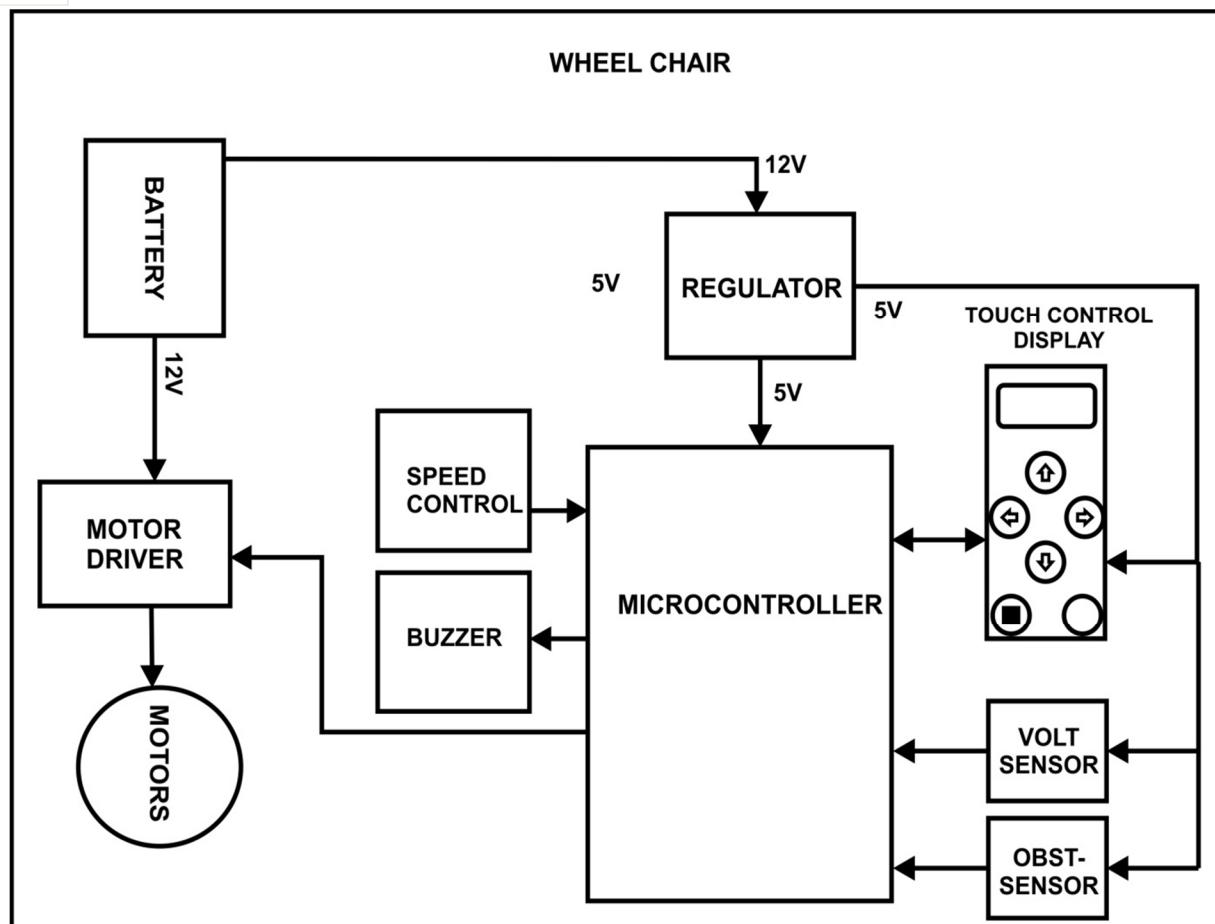 WHEEL CHAIR
BATTERY
12V
12V
REGULATOR
5V
5V
5V
TOUCH CONTROL
DISPLAY
SPEED
CONTROL
MOTOR
DRIVER
BUZZER
MICROCONTROLLER
MOTORS
VOLT
SENSOR
OBST-
SENSOR